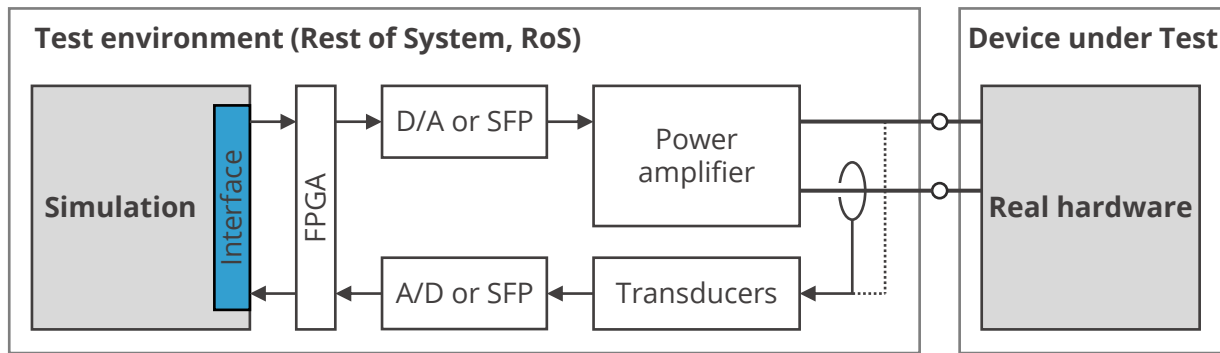 Test environment (Rest of System, RoS)
Device under Test
Simulation
Interface
FPGA
D/A or SFP
Power
amplifier
A/D or SFP
Transducers
Real hardware